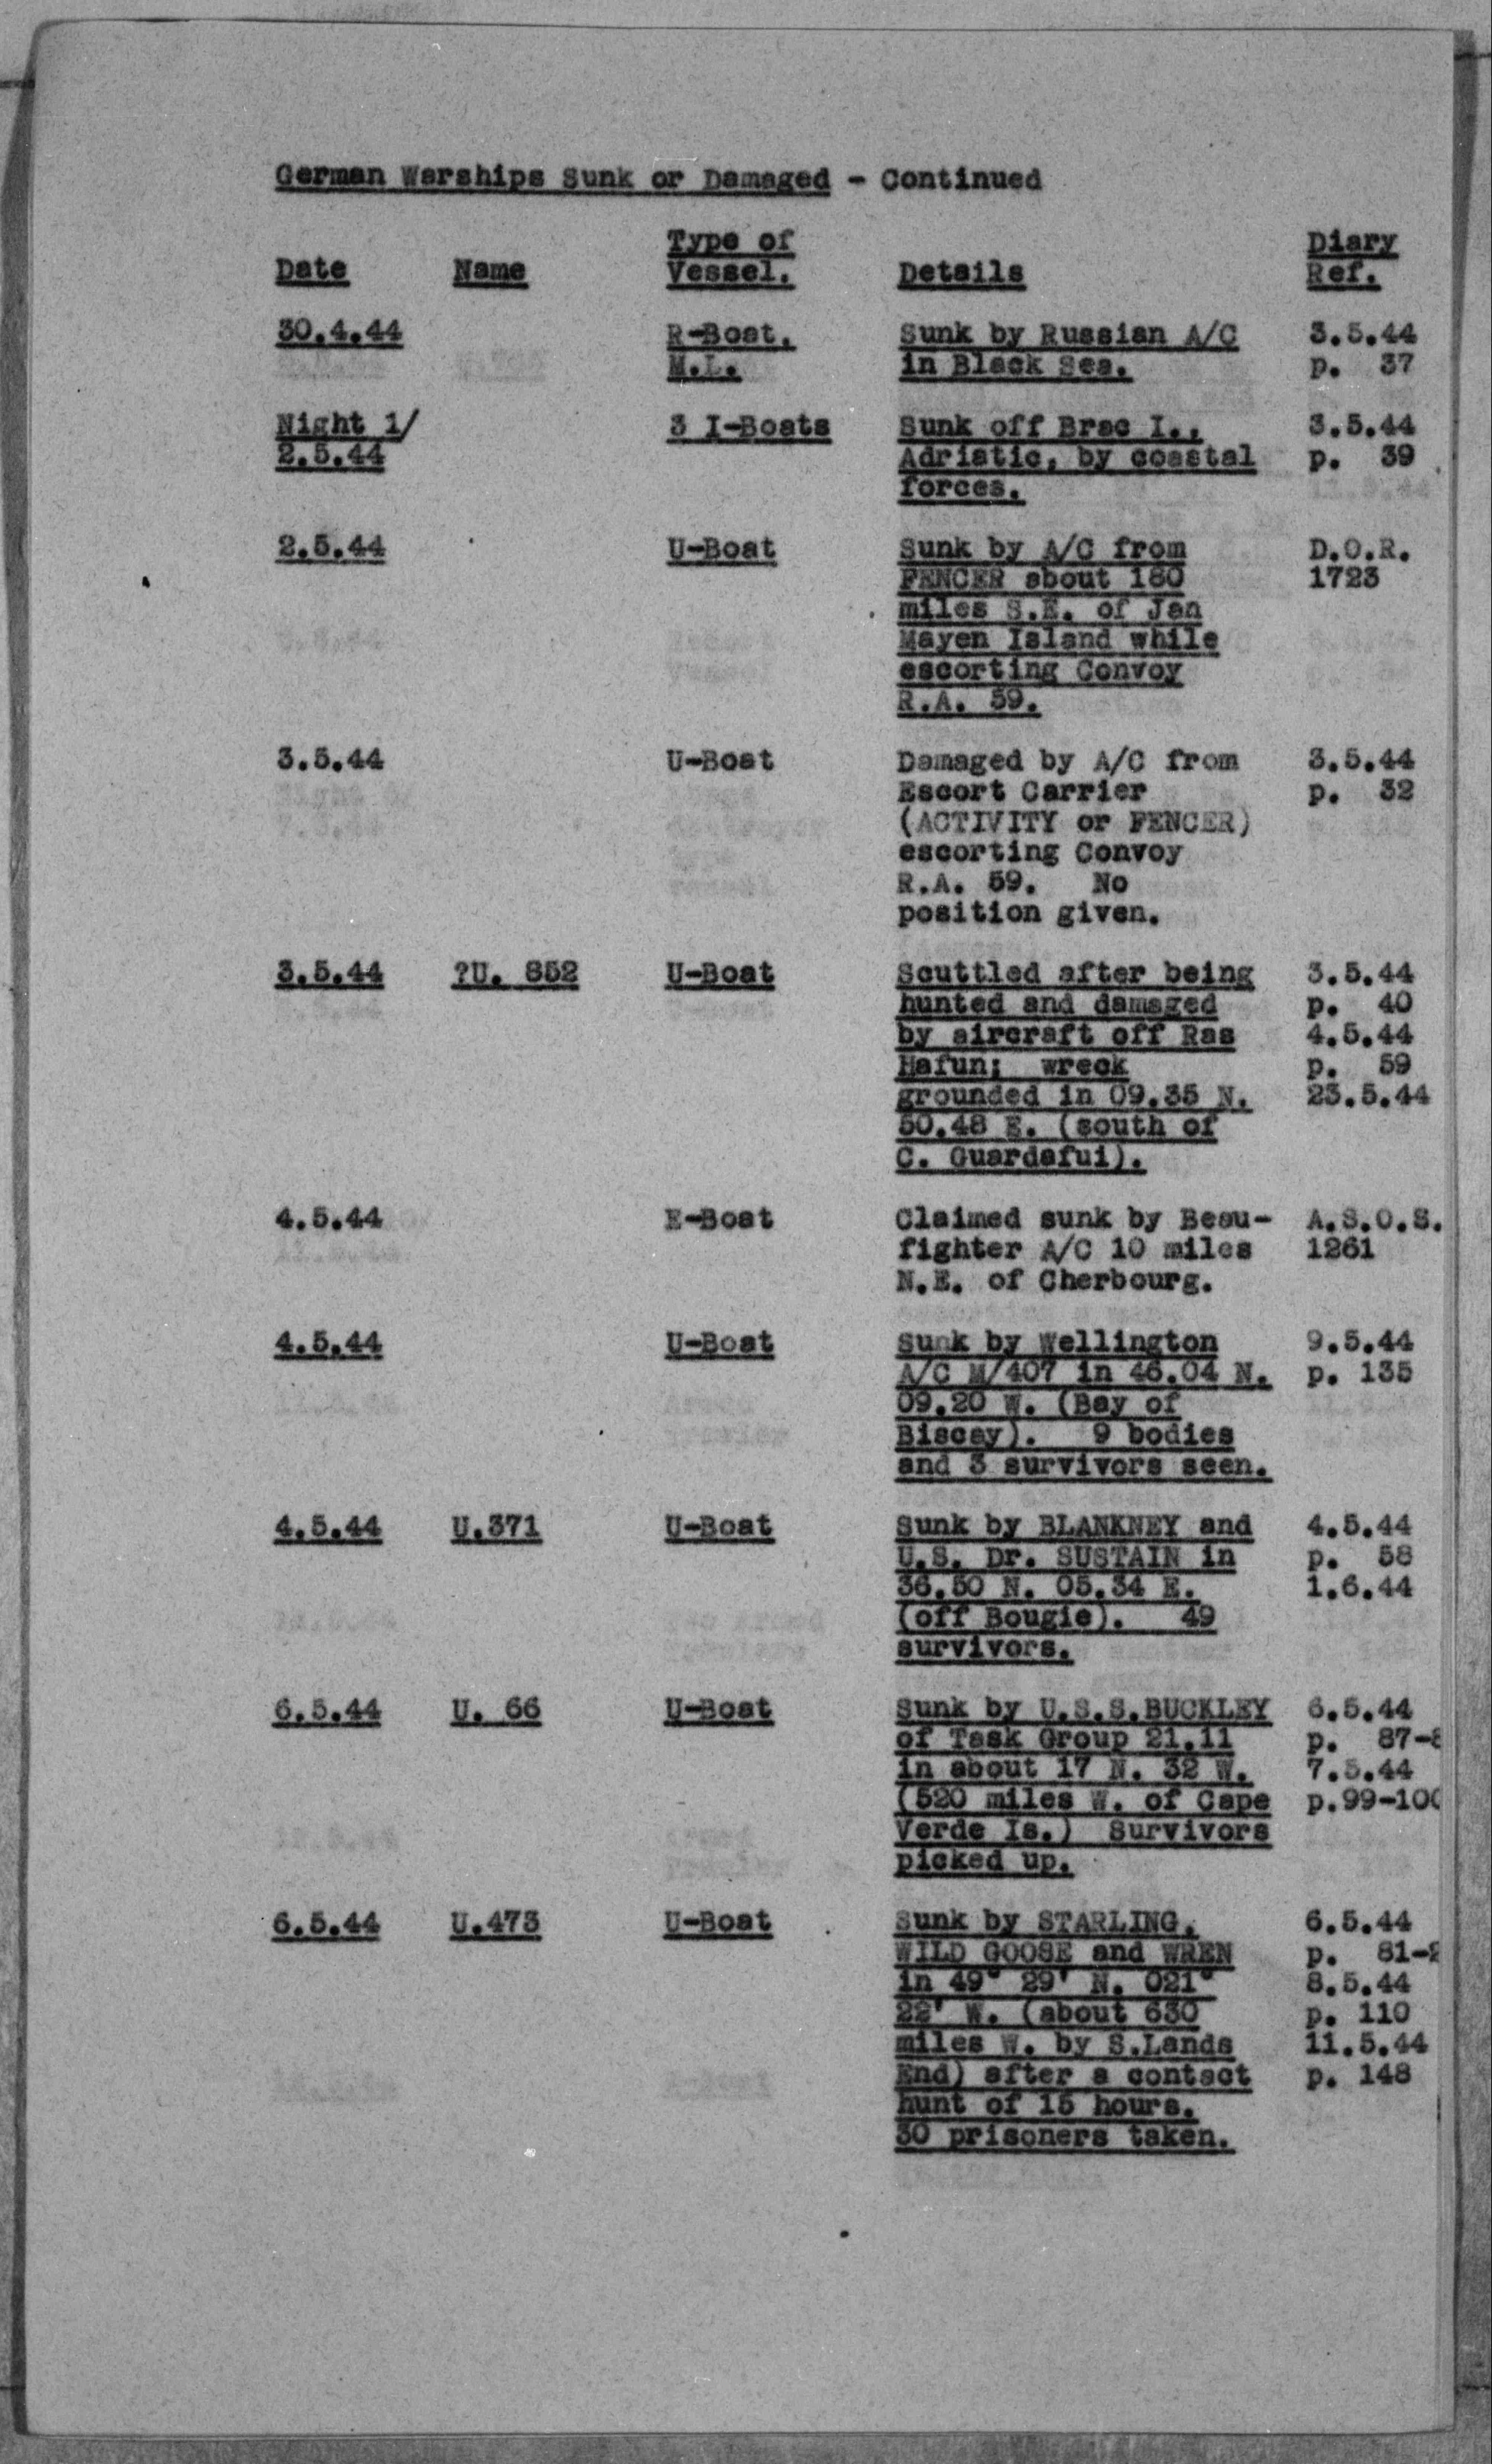 German Warships Sunk or Damaged - Continued
Date Name Type of Vessel. Details Diary Ref.
30.4.44 R-Boat, Sunk by Russian A/C 3.5.44
M.L. in Black Sea. p. 37
Night 1/ 3 I-Boats Sunk off Brac I., 3.5.44
2.5.44 Adriatic, by coastal p. 39
forces.
2.5.44 U-Boat Sunk by A/C from D.O.R.
FENCER about 180 1723
miles S.E. of Jan
Mayen Island while
escorting Convoy
R.A. 59.
3.5.44 U-Boat Damaged by A/C from 3.5.44
Escort Carrier p. 32
(ACTIVITY or FENCER)
escorting Convoy
R.A. 59. No
position given.
3.5.44 ?U. 852 U-Boat Scuttled after being 3.5.44
hunted and damaged p. 40
by aircraft off Ras 4.5.44
Hafun; wreck p. 59
grounded in 09.35 N. 23.5.44
50.48 E. (south of
C. Guardafui).
4.5.44 E-Boat Claimed sunk by Beau- A.S.O.S.
fighter A/C 10 miles 1261
N.E. of Cherbourg.
4.5.44 U-Boat Sunk by Wellington 9.5.44
A/C M/407 in 46.04 N. p. 135
09.20 W. (Bay of
Biscay). 9 bodies
and 3 survivors seen.
4.5.44 U.371 U-Boat Sunk by BLANKNEY and 4.5.44
U.S. Dr. SUSTAIN in p. 58
36.50 N. 05.34 E. 1.6.44
(off Bougie). 49
survivors.
6.5.44 U. 66 U-Boat Sunk by U.S.S.BUCKLEY 6.5.44
of Task Group 21.11 p. 87-
in about 17 N. 32 W. 7.5.44
(520 miles W. of Cape p.99-100
Verde Is.) Survivors
picked up.
6.5.44 U.473 U-Boat Sunk by STARLING, 6.5.44
WILD GOOSE and WREN p. 81-
in 49° 29' N. 021° 8.5.44
22' W. (about 630 p. 110
miles W. by S.Lands 11.5.44
End) after a contact p. 148
hunt of 15 hours.
30 prisoners taken.